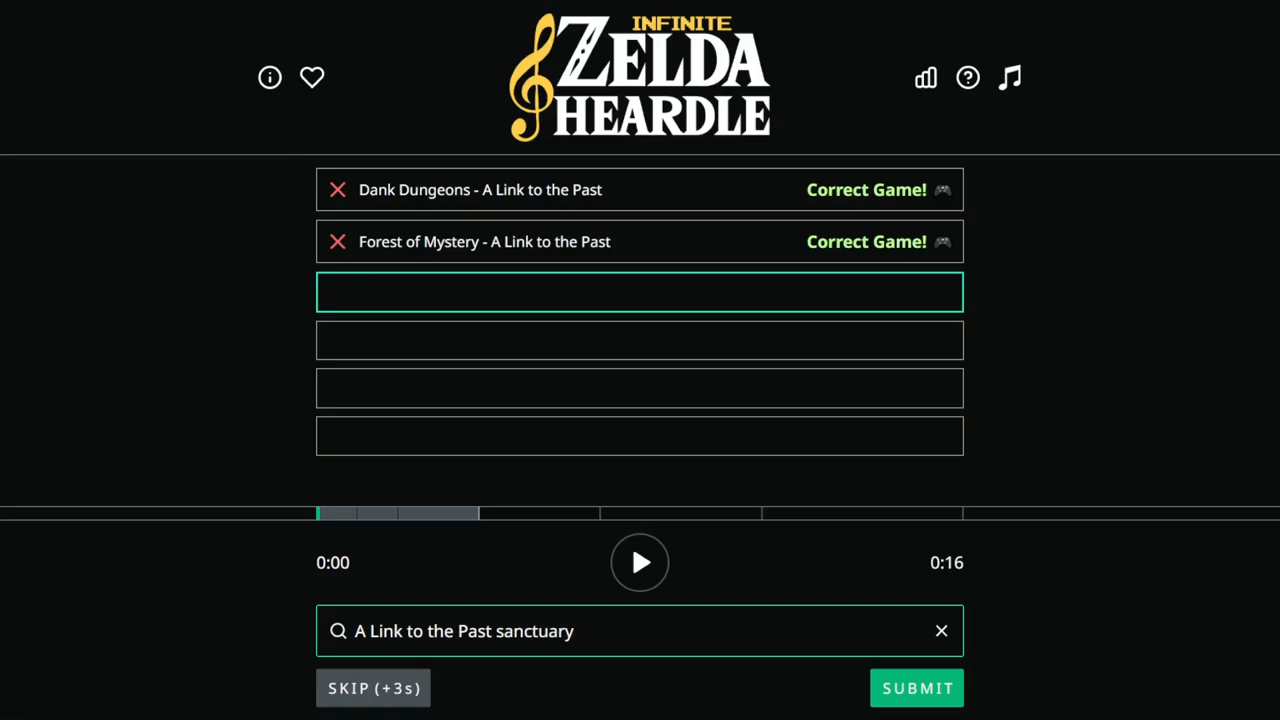 INFINITE
ZELDA
HEARDLE
Dank Dungeons - A Link to the Past Correct Game!
Forest of Mystery - A Link to the Past Correct Game!
0:00 0:16
A Link to the Past sanctuary
SKIP (+3s) SUBMIT